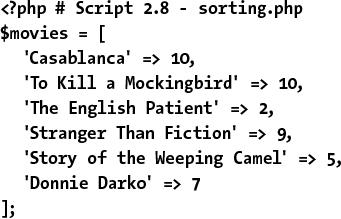 <?php # Script 2.8 - sorting.php
$movies = [
'Casablanca' => 10,
'To Kill a Mockingbird' => 10,
'The English Patient' => 2,
'Stranger Than Fiction' => 9,
'Story of the Weeping Camel' => 5,
'Donnie Darko' => 7
];